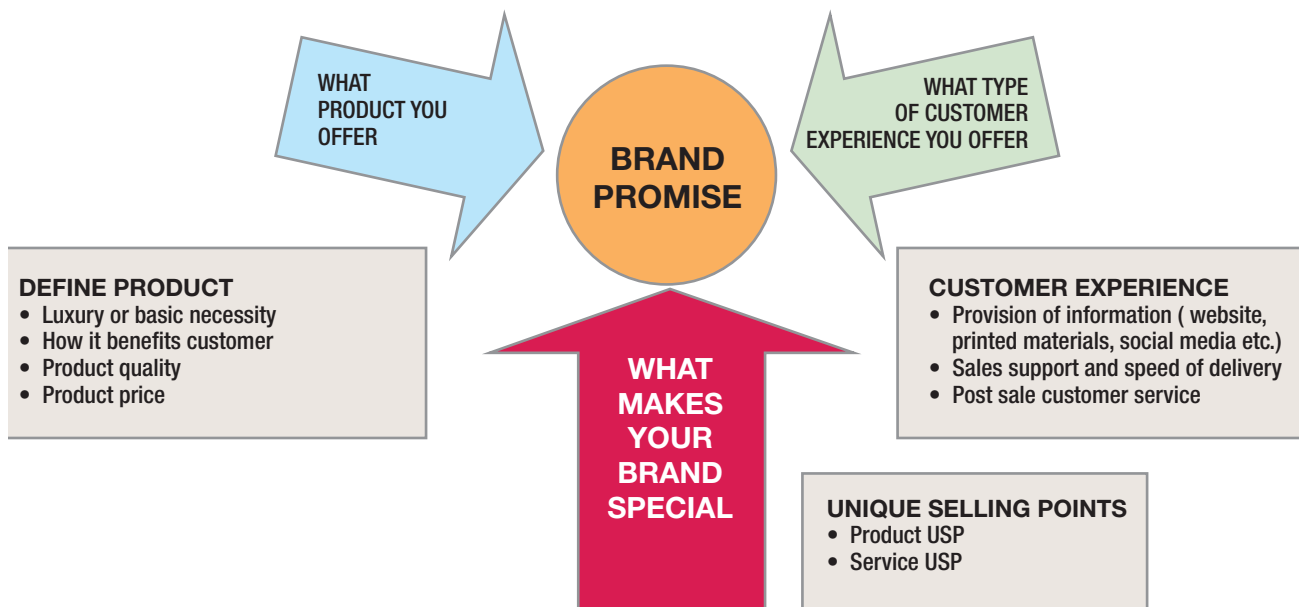 WHAT
PRODUCT YOU
OFFER
WHAT TYPE
OF CUSTOMER
EXPERIENCE YOU OFFER
BRAND
PROMISE
DEFINE PRODUCT
• Luxury or basic necessity
• How it benefits customer
• Product quality
• Product price
CUSTOMER EXPERIENCE
• Provision of information ( website,
printed materials, social media etc.)
• Sales support and speed of delivery
• Post sale customer service
WHAT
MAKES
YOUR
BRAND
SPECIAL
UNIQUE SELLING POINTS
• Product USP
• Service USP